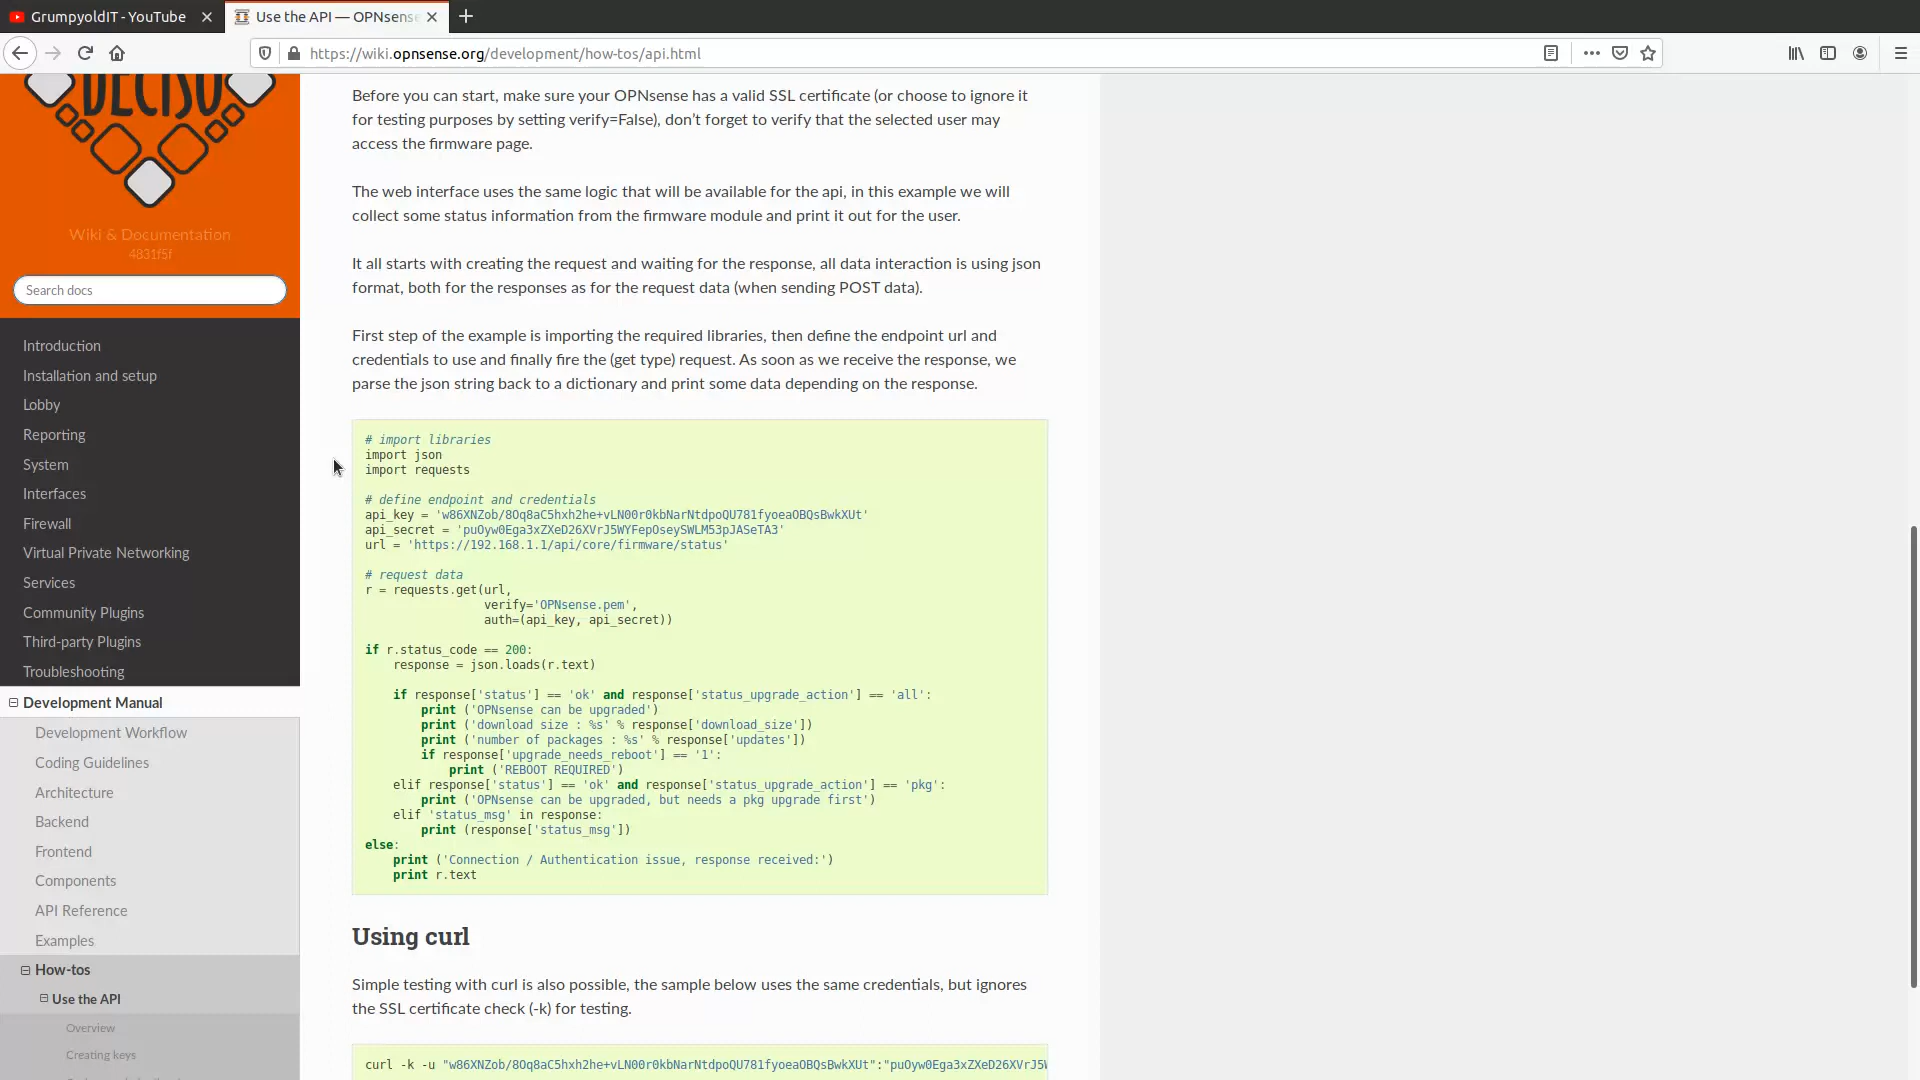 GrumpyoldIT - YouTube
Use the API — OPNsense
https://wiki.opnsense.org/development/how-tos/api.html
DECISO
Wiki & Documentation
4831f5f
Search docs
Introduction
Installation and setup
Lobby
Reporting
System
Interfaces
Firewall
Virtual Private Networking
Services
Community Plugins
Third-party Plugins
Troubleshooting
Development Manual
Development Workflow
Coding Guidelines
Architecture
Backend
Frontend
Components
API Reference
Examples
How-tos
Use the API
Overview
Creating keys
Before you can start, make sure your OPNsense has a valid SSL certificate (or choose to ignore it
for testing purposes by setting verify=False), don’t forget to verify that the selected user may
access the firmware page.
The web interface uses the same logic that will be available for the api, in this example we will
collect some status information from the firmware module and print it out for the user.
It all starts with creating the request and waiting for the response, all data interaction is using json
format, both for the responses as for the request data (when sending POST data).
First step of the example is importing the required libraries, then define the endpoint url and
credentials to use and finally fire the (get type) request. As soon as we receive the response, we
parse the json string back to a dictionary and print some data depending on the response.
# import libraries
import json
import requests
# define endpoint and credentials
api_key = 'w86XNZob/8Oq8aC5hxh2he+vLN00r0kbNarNtdpoQU781fyoeaOBQsBwkXUt'
api_secret = 'puOyw0Ega3xZXeD26XVrJ5WYFepOseySWLM53pJASeTA3'
url = 'https://192.168.1.1/api/core/firmware/status'
# request data
r = requests.get(url,
verify='OPNsense.pem',
auth=(api_key, api_secret))
if r.status_code == 200:
response = json.loads(r.text)
if response['status'] == 'ok' and response['status_upgrade_action'] == 'all':
print ('OPNsense can be upgraded')
print ('download size : %s' % response['download_size'])
print ('number of packages : %s' % response['updates'])
if response['upgrade_needs_reboot'] == '1':
print ('REBOOT REQUIRED')
elif response['status'] == 'ok' and response['status_upgrade_action'] == 'pkg':
print ('OPNsense can be upgraded, but needs a pkg upgrade first')
elif 'status_msg' in response:
print (response['status_msg'])
else:
print ('Connection / Authentication issue, response received:')
print r.text
Using curl
Simple testing with curl is also possible, the sample below uses the same credentials, but ignores
the SSL certificate check (-k) for testing.
curl -k -u "w86XNZob/8Oq8aC5hxh2he+vLN00r0kbNarNtdpoQU781fyoeaOBQsBwkXUt":"puOyw0Ega3xZXeD26XVrJ5